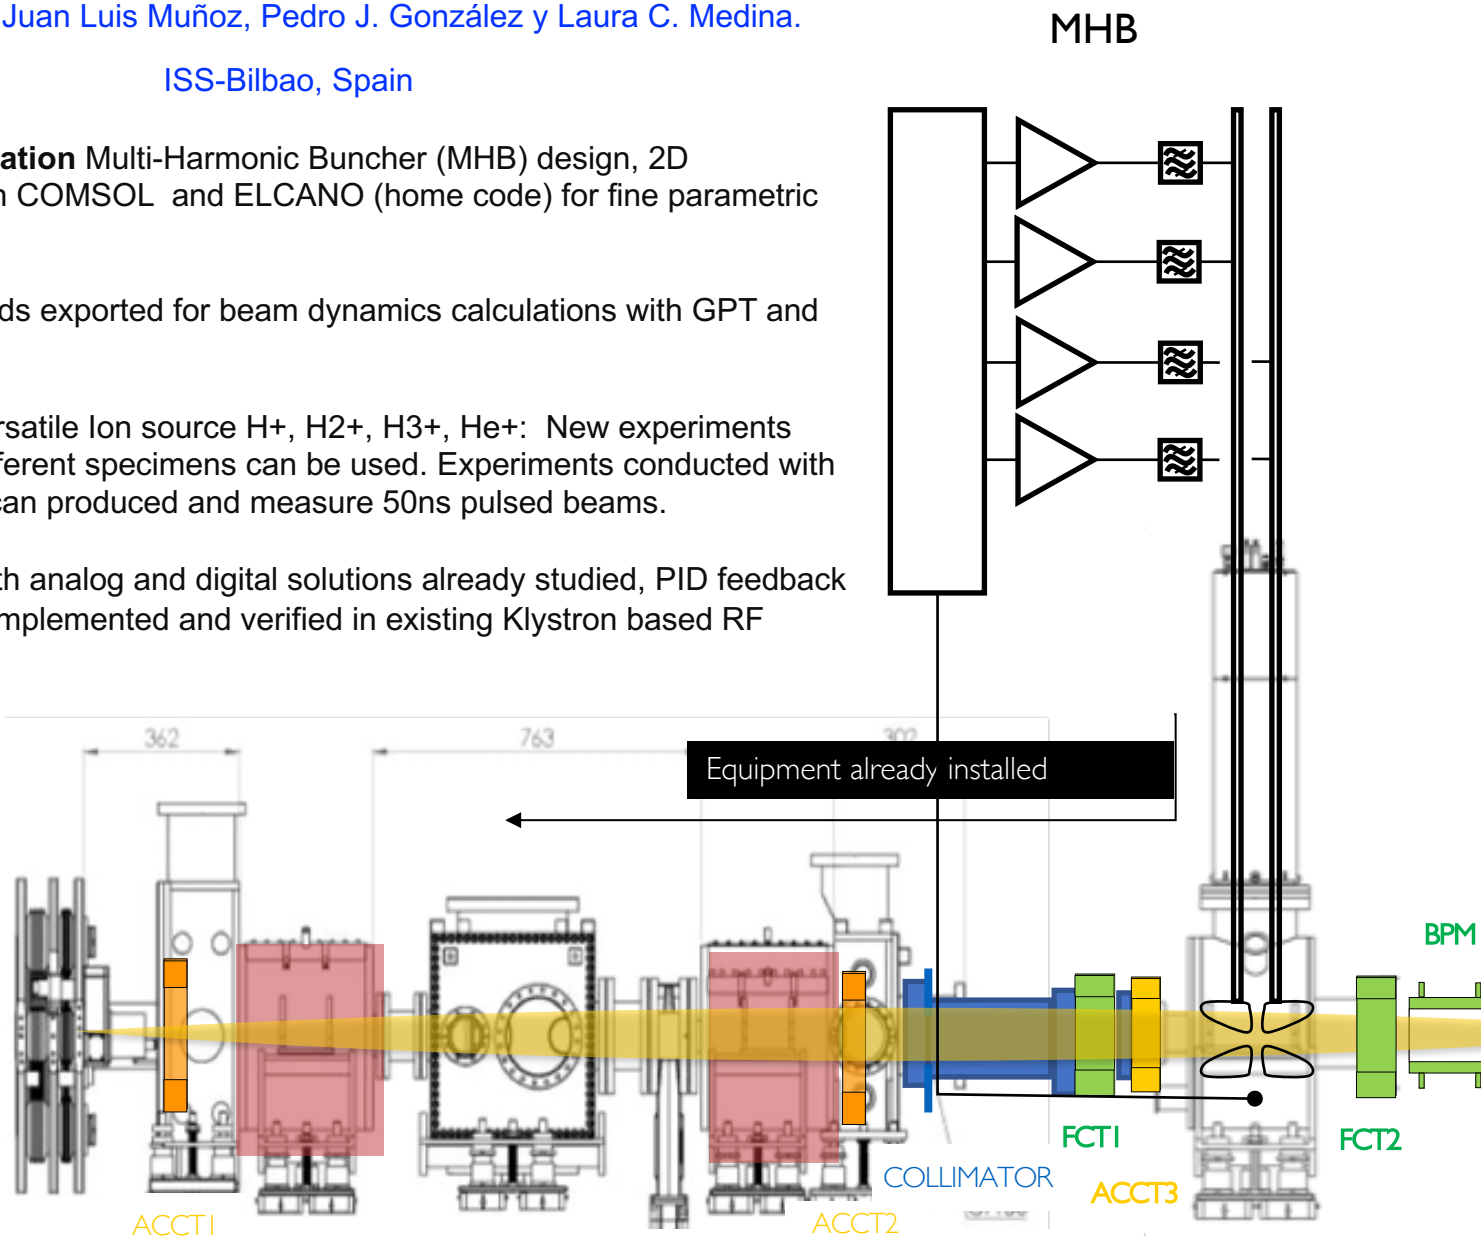 Juan Luis Muñoz, Pedro J. González y Laura C. Medina.
ISS-Bilbao, Spain
MHB
ation Multi-Harmonic Buncher (MHB) design, 2D
COMSOL and ELCANO (home code) for fine parametric
ds exported for beam dynamics calculations with GPT and
rsatile Ion source H+, H2+, H3+, He+: New experiments
ferent specimens can be used. Experiments conducted with
can produced and measure 50ns pulsed beams.
th analog and digital solutions already studied, PID feedback
mplemented and verified in existing Klystron based RF
362
763
302
Equipment already installed
BPM
FCT1
FCT2
COLLIMATOR
ACCT3
ACCT1
ACCT2